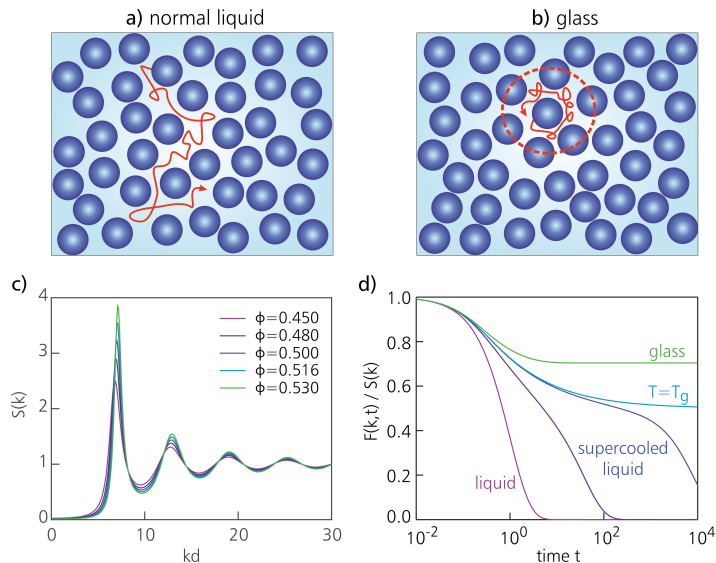 a) normal liquid
b) glass
c)
4
3
2
1
0
S(k)
ϕ=0.450
ϕ=0.480
ϕ=0.500
ϕ=0.516
ϕ=0.530
0
10
20
30
kd
d)
1.0
0.8
0.6
0.4
0.2
0.0
F(k,t) / S(k)
glass
T=Tg
supercooled
liquid
liquid
10-2
100
102
104
time t